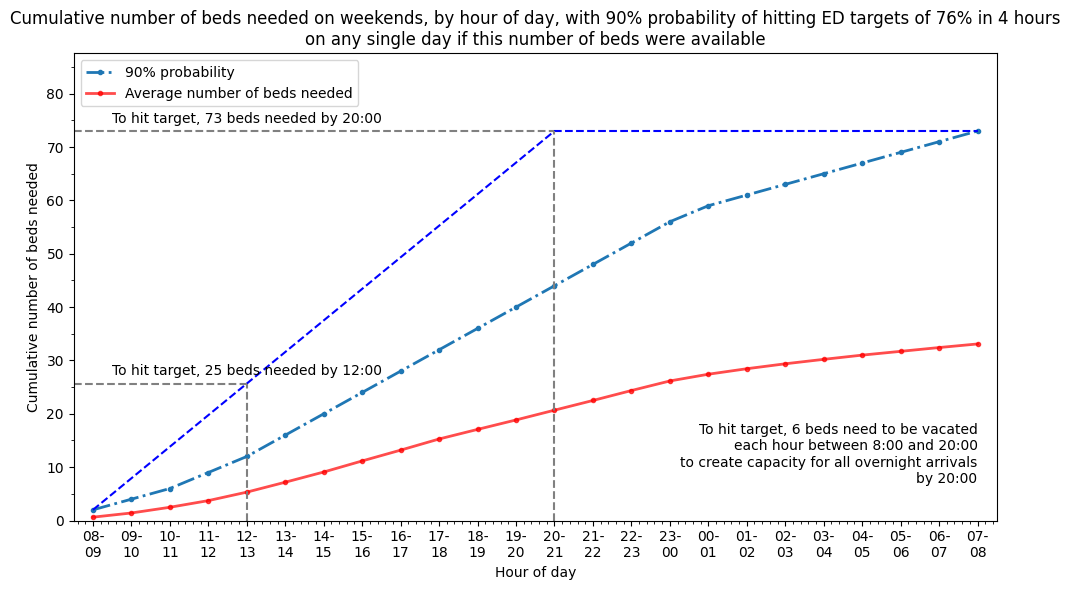 Cumulative number of beds needed on weekends, by hour of day, with 90% probability of hitting ED targets of 76% in 4 hours
on any single day if this number of beds were available
90% probability
Average number of beds needed
To hit target, 73 beds needed by 20:00
To hit target, 25 beds needed by 12:00
To hit target, 6 beds need to be vacated
each hour between 8:00 and 20:00
to create capacity for all overnight arrivals
by 20:00
Cumulative number of beds needed
80
70
60
50
40
30
20
10
0
08- 09- 10- 11- 12- 13- 14- 15- 16- 17- 18- 19- 20- 21- 22- 23- 00- 01- 02- 03- 04- 05- 06- 07-
09 10 11 12 13 14 15 16 17 18 19 20 21 22 23 00 01 02 03 04 05 06 07 08
Hour of day